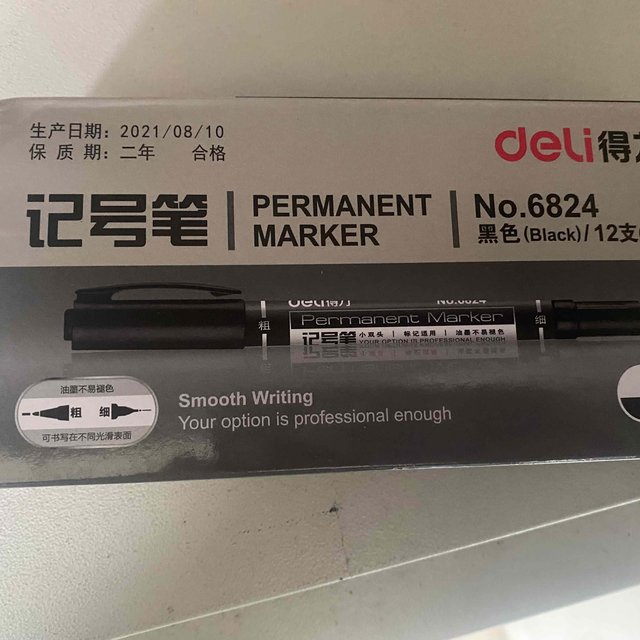 生产日期: 2021/08/10
保 质 期: 二年 合格
deli得力
记号笔
PERMANENT
MARKER
No.6824
黑色(Black)/12支
deli得力 No.6824
粗 Permanent Marker 细
记号笔 小双头 标记适用 油墨不易褪色
YOUR OPTION IS PROFESSIONAL ENOUGH
油墨不易褪色
粗 细
可书写在不同光滑表面
Smooth Writing
Your option is professional enough